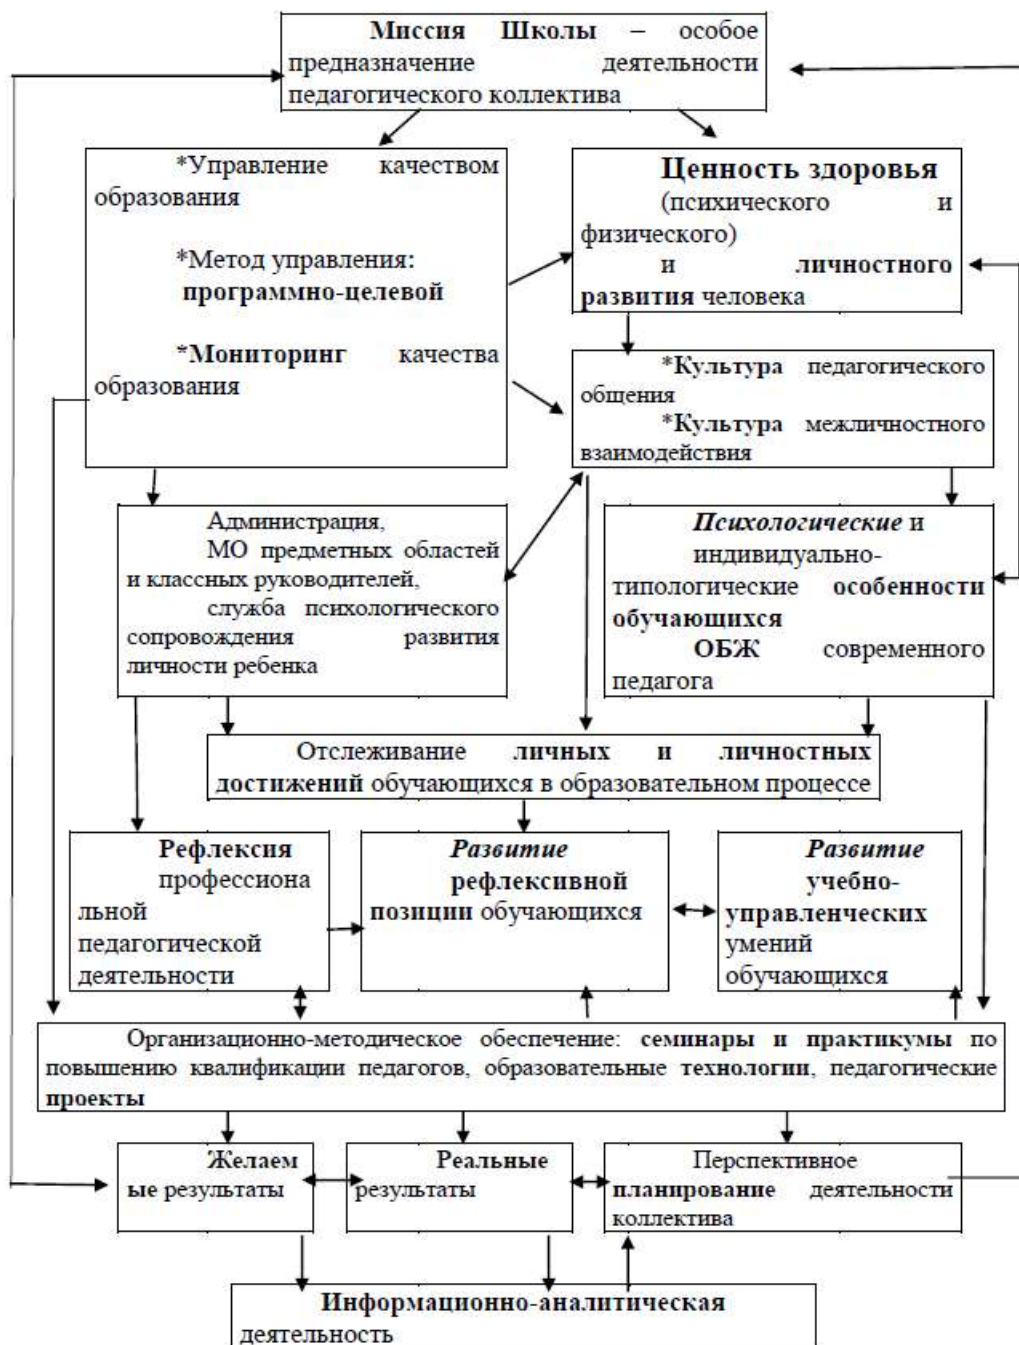 Миссия Школы – особое
предназначение деятельности
педагогического коллектива
*Управление качеством
образования
*Метод управления:
программно-целевой
*Мониторинг качества
образования
Ценность здоровья
(психического и
физического)
и личностного
развития человека
*Культура педагогического
общения
*Культура межличностного
взаимодействия
Администрация,
МО предметных областей
и классных руководителей,
служба психологического
сопровождения развития
личности ребенка
Психологические и
индивидуально-
типологические особенности
обучающихся
ОБЖ современного
педагога
Отслеживание личных и личностных
достижений обучающихся в образовательном процессе
Рефлексия
профессиона
льной
педагогической
деятельности
Развитие
рефлексивной
позиции обучающихся
Развитие
учебно-
управленческих
умений
обучающихся
Организационно-методическое обеспечение: семинары и практикумы по
повышению квалификации педагогов, образовательные технологии, педагогические
проекты
Желаем
ые результаты
Реальные
результаты
Перспективное
планирование деятельности
коллектива
Информационно-аналитическая
деятельность